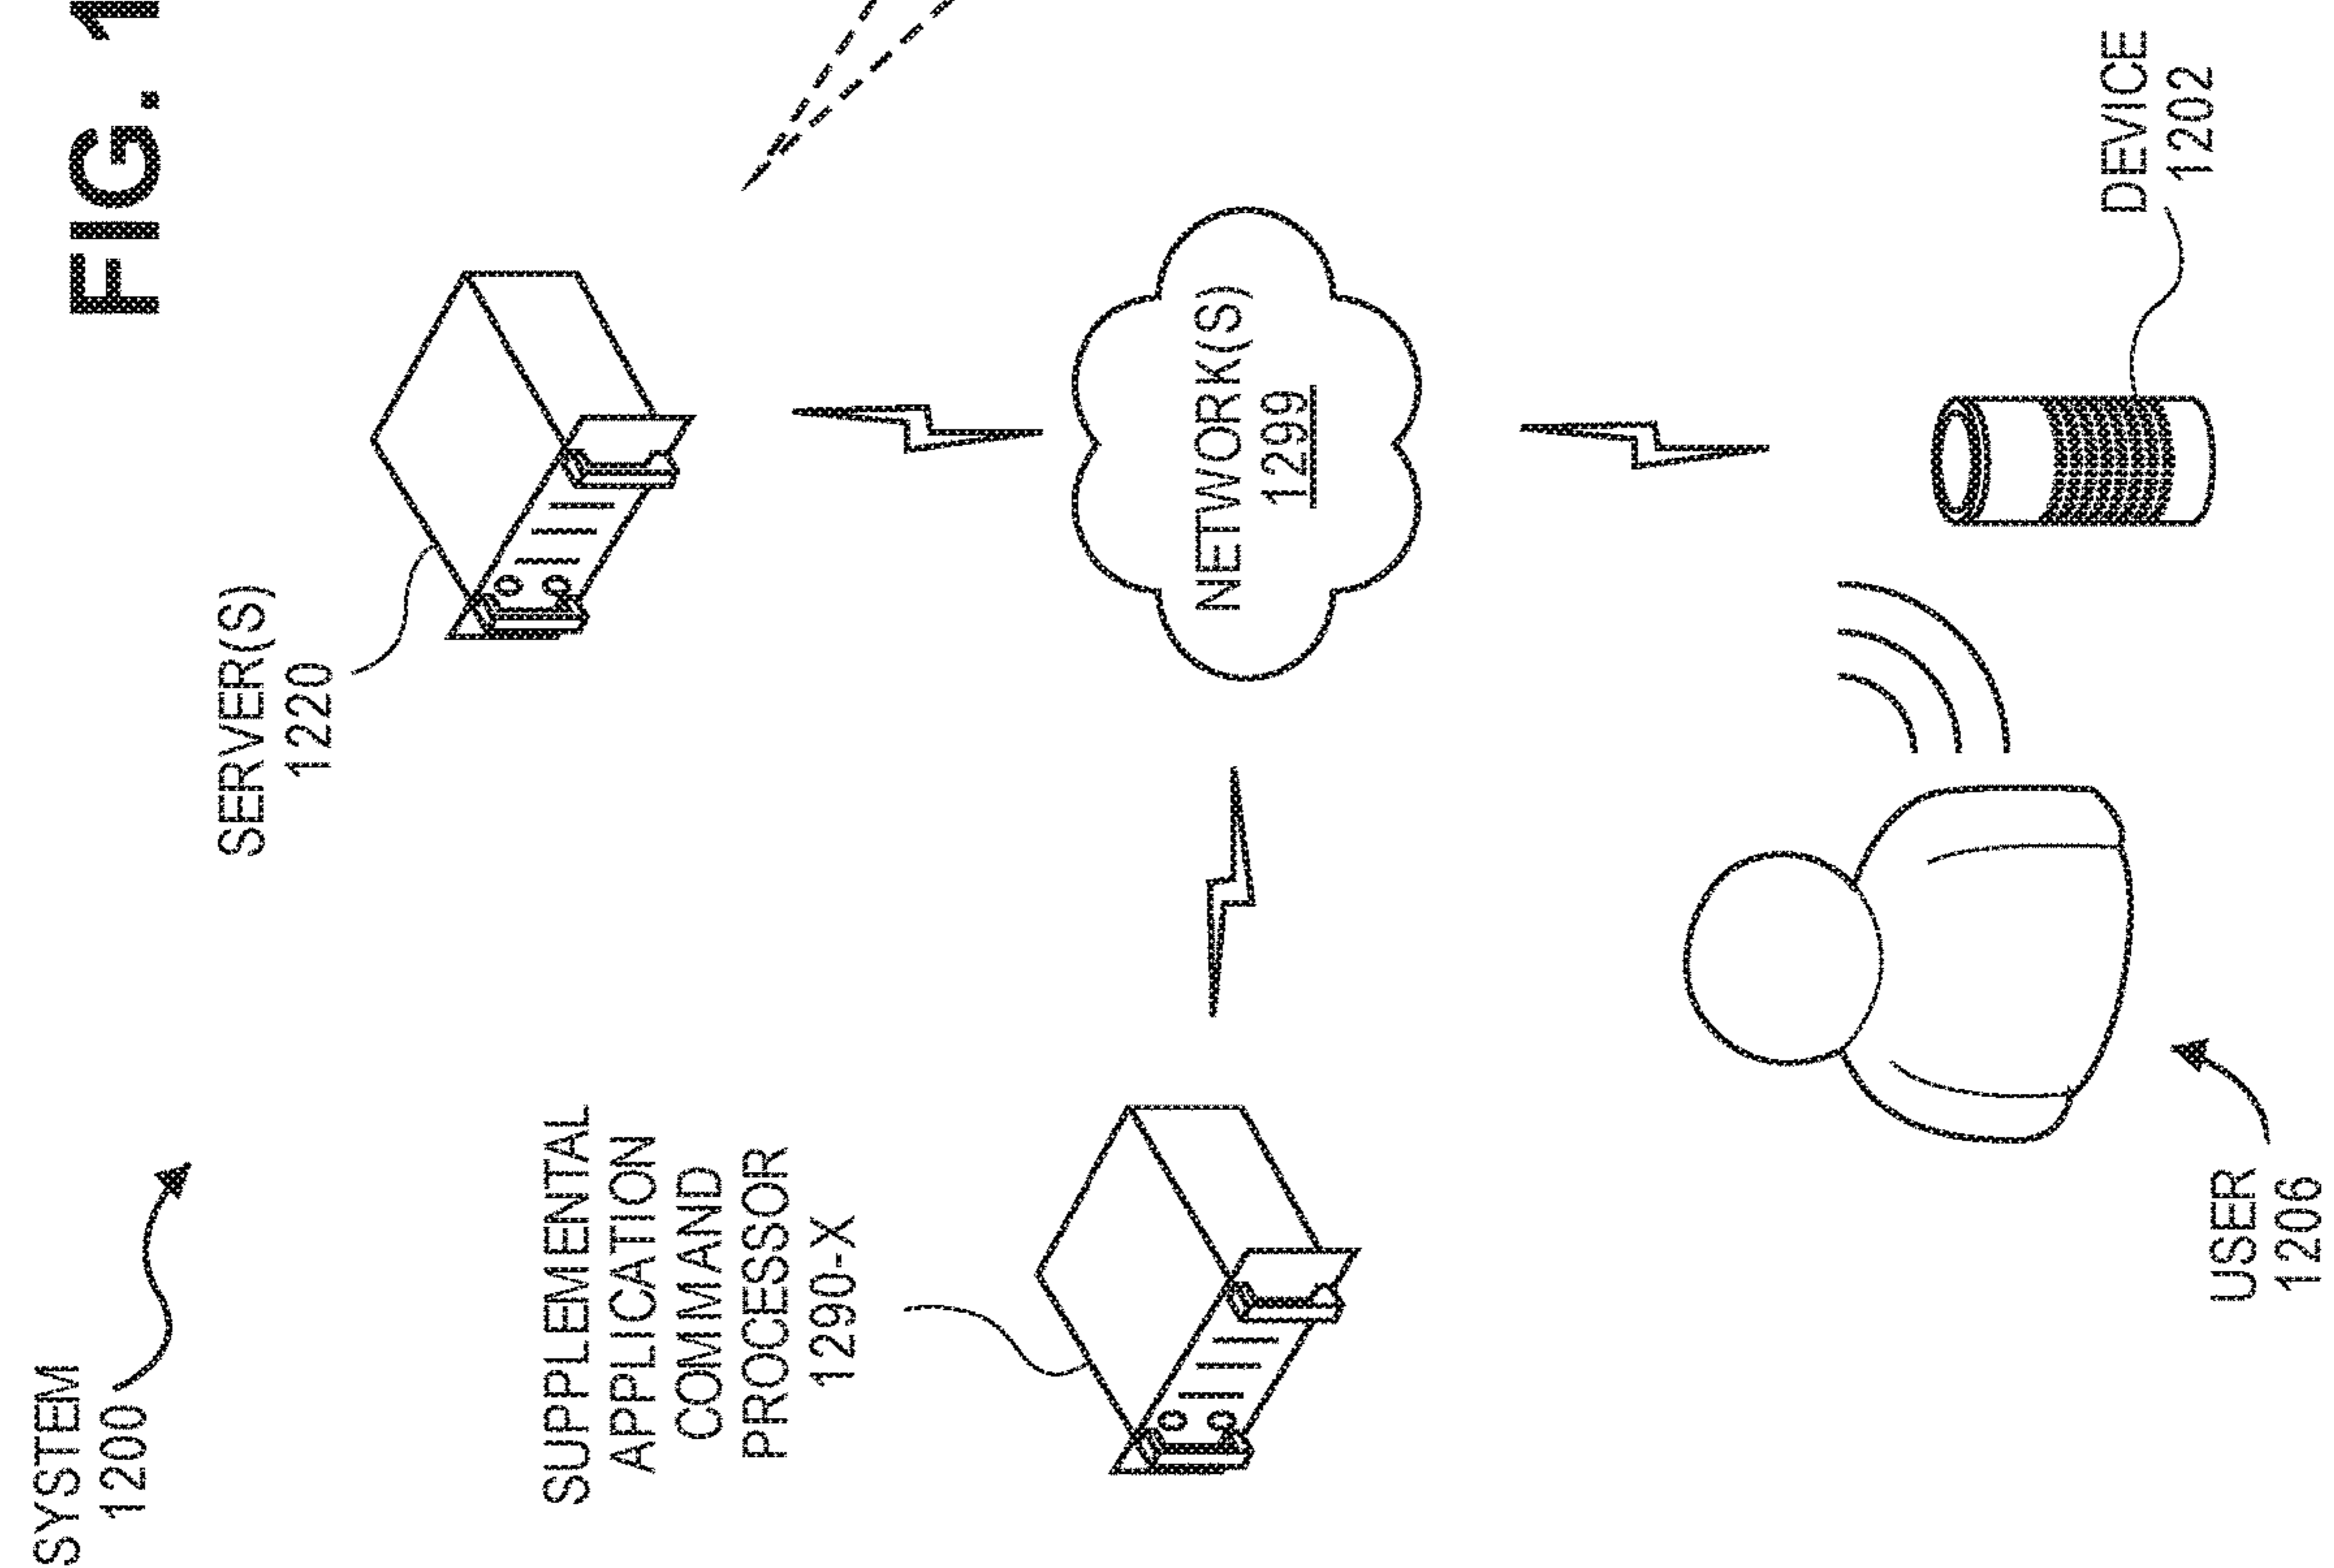 FIG. 1
SYSTEM
1200
SERVER(S)
1220
SUPPLEMENTAL
APPLICATION
COMMAND
PROCESSOR
1290-X
NETWORK(S)
1299
DEVICE
1202
USER
1206